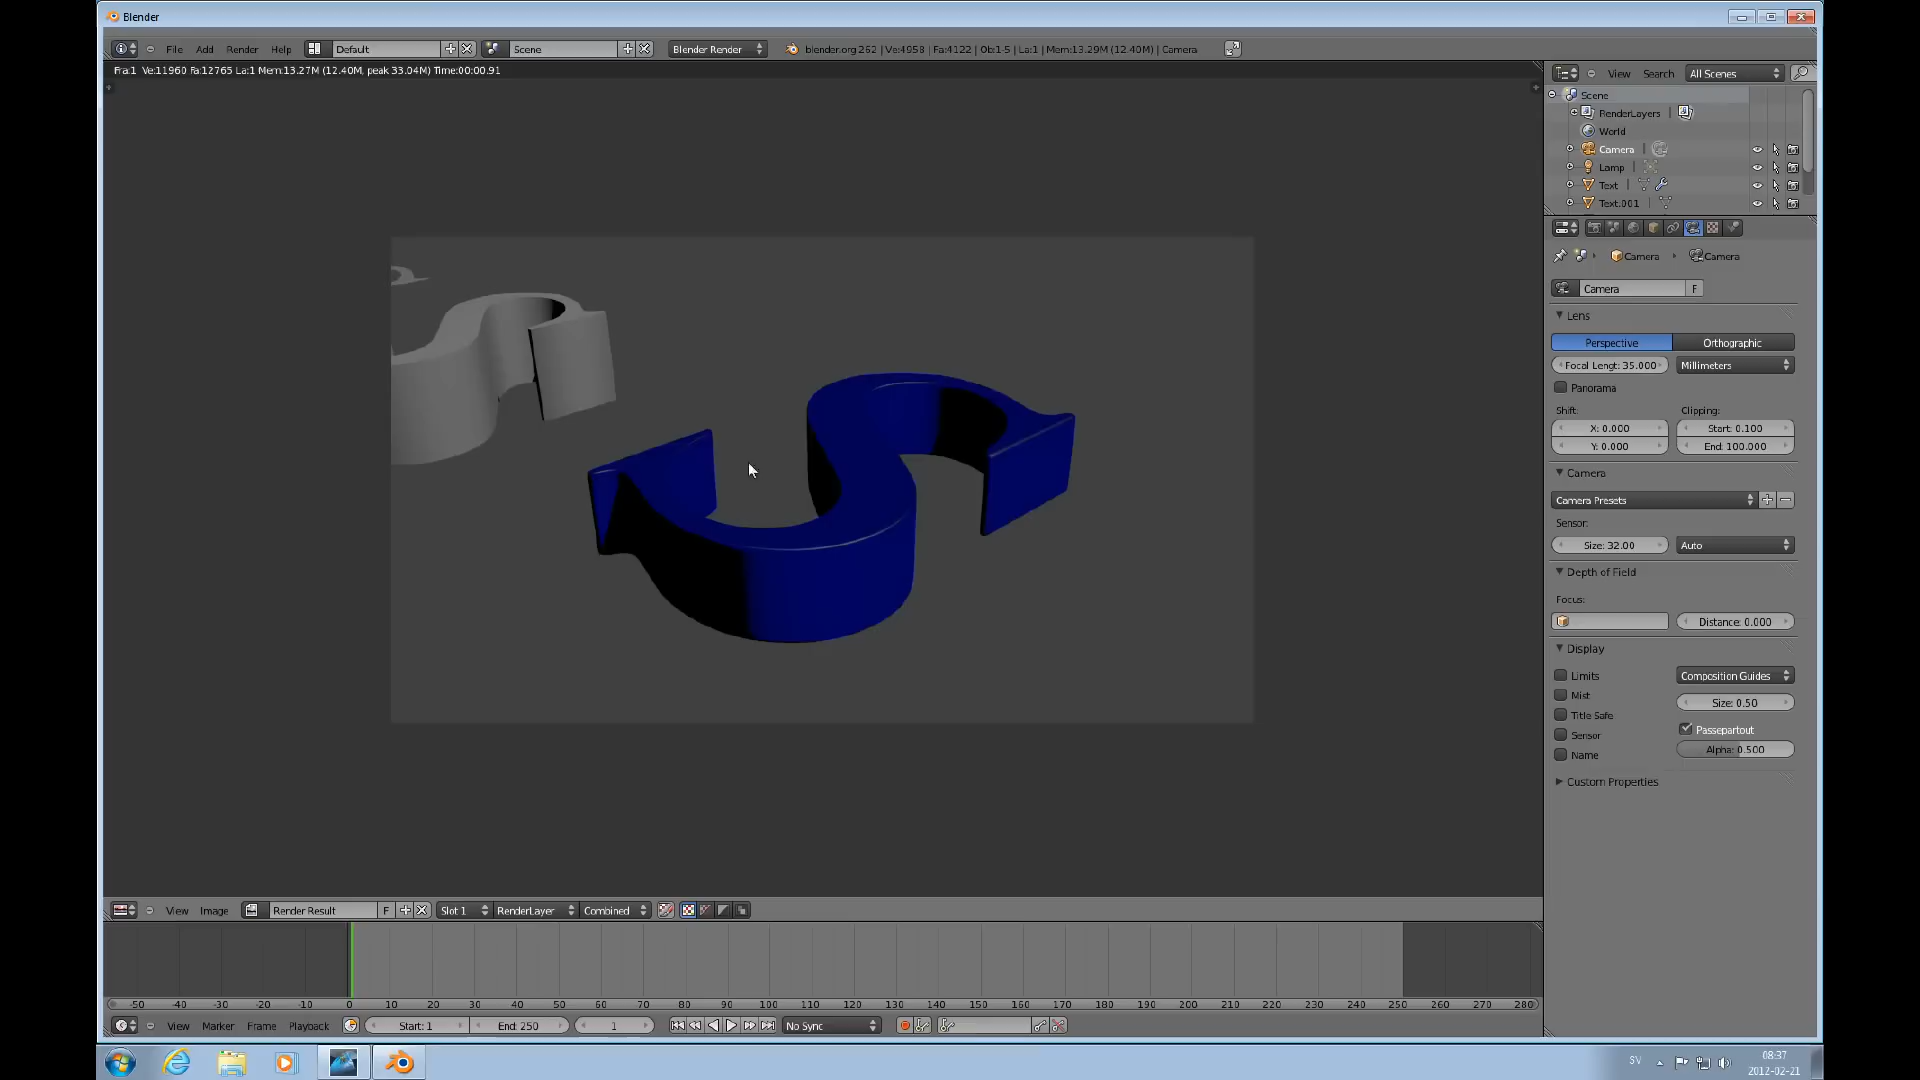 Blender
File Add Render Help Default Scene Blender Render blender.org 262 | Ve:4958 | Fa:4122 | Ob:1-5 | La:1 | Mem:13.29M (12.40M) | Camera
Fra:1 Ve:11960 Fa:12765 La:1 Mem:13.27M (12.40M, peak 33.04M) Time:00:00.91
View Search All Scenes
Scene
RenderLayers
World
Camera
Lamp
Text
Text.001
Camera Camera
Camera F
Lens
Perspective Orthographic
Focal Lengt: 35.000 Millimeters
Panorama
Shift: Clipping:
X: 0.000 Start: 0.100
Y: 0.000 End: 100.000
Camera
Camera Presets
Sensor:
Size: 32.00 Auto
Depth of Field
Focus:
Distance: 0.000
Display
Limits Composition Guides
Mist Size: 0.50
Title Safe
Sensor Passepartout
Name Alpha: 0.500
Custom Properties
View Image Render Result F Slot 1 RenderLayer Combined
-50 -40 -30 -20 -10 0 10 20 30 40 50 60 70 80 90 100 110 120 130 140 150 160 170 180 190 200 210 220 230 240 250 260 270 280
View Marker Frame Playback Start: 1 End: 250 1 No Sync
SV 08:37
2012-02-21